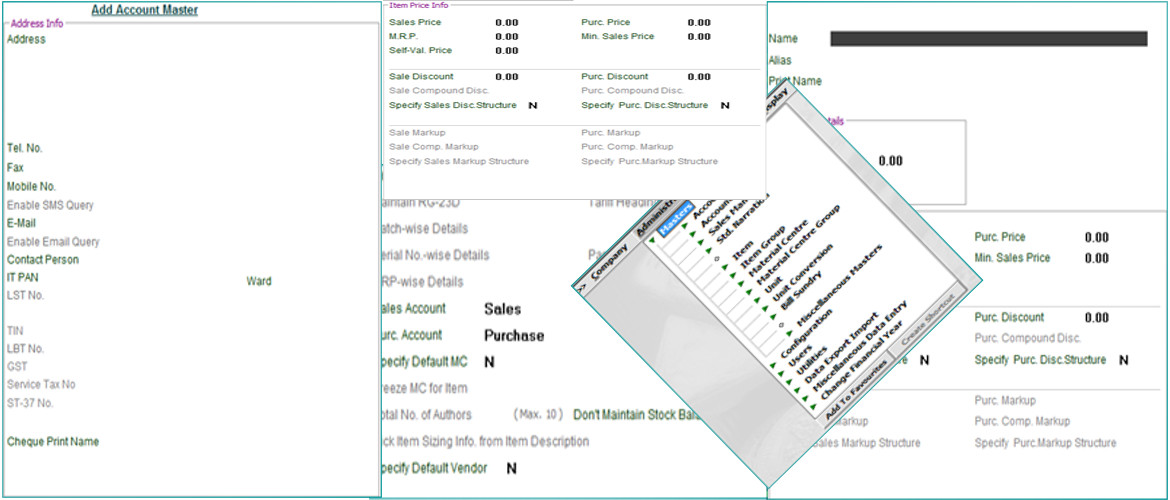 Add Account Master
Address Info
Address
Tel. No.
Fax
Mobile No.
Enable SMS Query
E-Mail
Enable Email Query
Contact Person
IT PAN Ward
LST No.
TIN
LBT No.
GST
Service Tax No
ST-37 No.
Cheque Print Name
Item Price Info
Sales Price 0.00 Purc. Price 0.00
M.R.P. 0.00 Min. Sales Price 0.00
Self-Val. Price 0.00
Sale Discount 0.00 Purc. Discount 0.00
Sale Compound Disc. Purc. Compound Disc.
Specify Sales Disc.Structure N Specify Purc. Disc.Structure N
Sale Markup Purc. Markup
Sale Comp. Markup Purc. Comp. Markup
Specify Sales Markup Structure Specify Purc.Markup Structure
aintain RG-23D Tariff Heading
atch-wise Details
erial No.-wise Details
RP-wise Details
ales Account Sales
urc. Account Purchase
pecify Default MC N
reeze MC for Item
otal No. of Authors (Max. 10) Don't Maintain Stock Bal
ck Item Sizing Info. from Item Description
pecify Default Vendor N
>> Company Administr
Masters
Accou
Accoun
Sales Man
Std. Narrati
Item
Item Group
Material Centre
Material Centre Group
Unit
Unit Conversion
Bill Sundry
Miscellaneous Masters
Configuration
Users
Utilities
Data Export Import
Miscellaneous Data Entry
Change Financial Year
Add To Favourites Create Shortcut
isplay
Name
Alias
Print Name
tails
0.00
Purc. Price 0.00
Min. Sales Price 0.00
Purc. Discount 0.00
Purc. Compound Disc.
re N Specify Purc. Disc.Structure N
Purc. Markup
Markup Purc. Comp. Markup
ales Markup Structure Specify Purc.Markup Structure